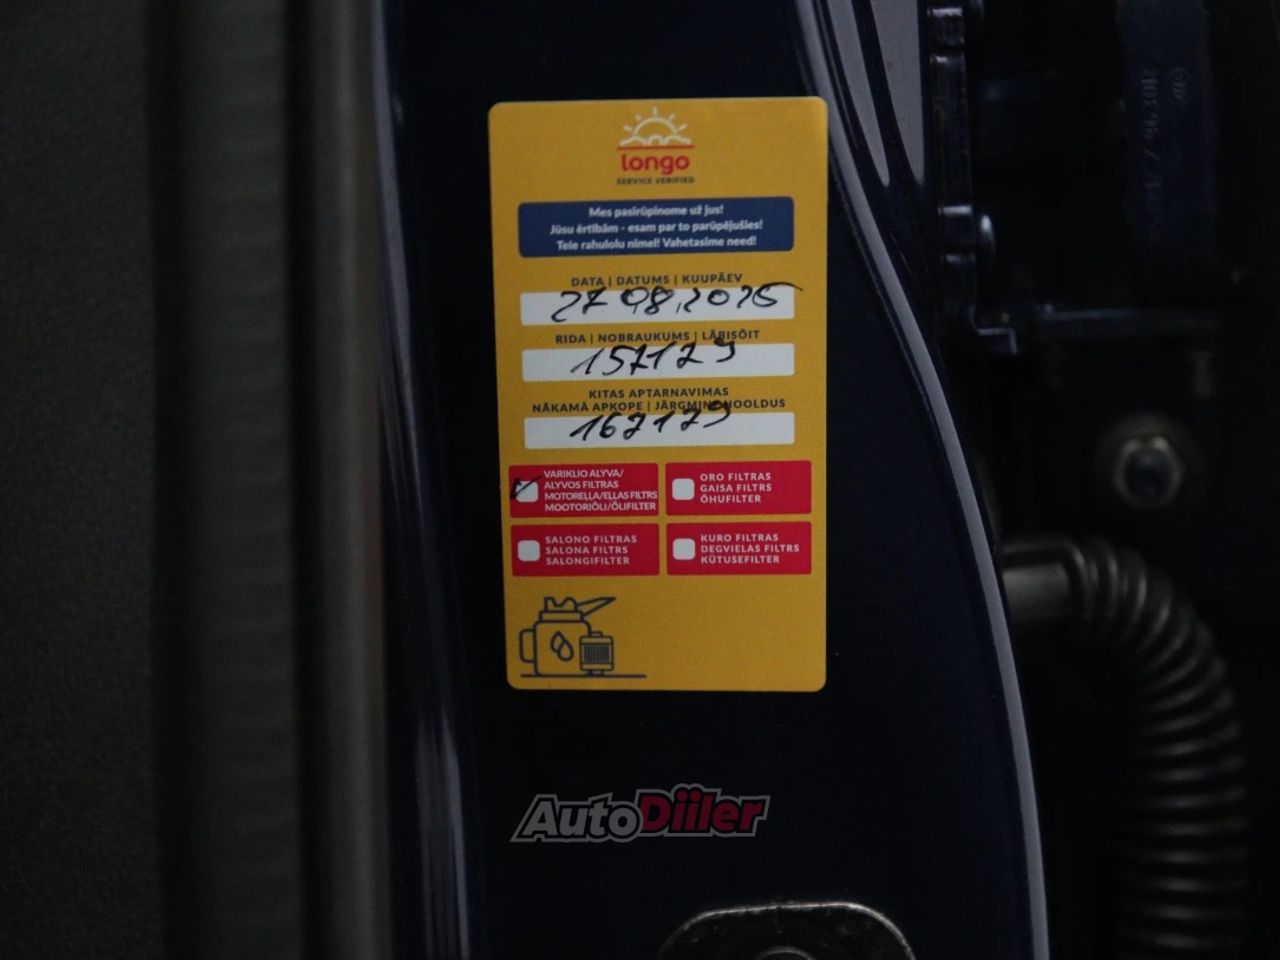 longo
SERVICE VERIFIED
Mes pasirūpinome už jus!
Jūsu ērtībām - esam par to parūpējušies!
Teie rahulolu nimel! Vahetasime need!
DATA | DATUMS | KUUPÄEV
27 08.2025
RIDA | NOBRAUKUMS | LÄBISÕIT
157179
KITAS APTARNAVIMAS
NĀKAMĀ APKOPE | JÄRGMINE HOOLDUS
167179
VARIKLIO ALYVA/
ALYVOS FILTRAS
MOTOREĻĻA/EĻĻAS FILTRS
MOOTORIÕLI/ÕLIFILTER
ORO FILTRAS
GAISA FILTRS
ÕHUFILTER
SALONO FILTRAS
SALONA FILTRS
SALONGIFILTER
KURO FILTRAS
DEGVIELAS FILTRS
KÜTUSEFILTER
AutoDiiler